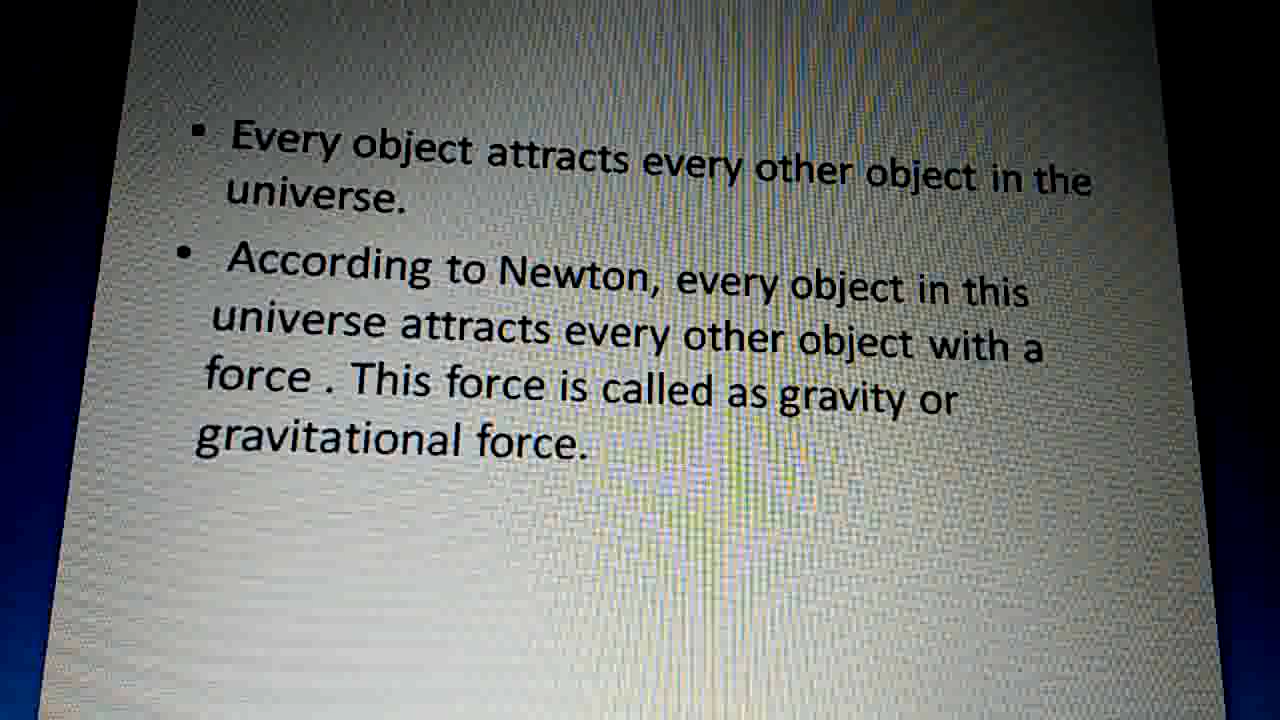 ▪ Every object attracts every other object in the
universe.
• According to Newton, every object in this
universe attracts every other object with a
force . This force is called as gravity or
gravitational force.